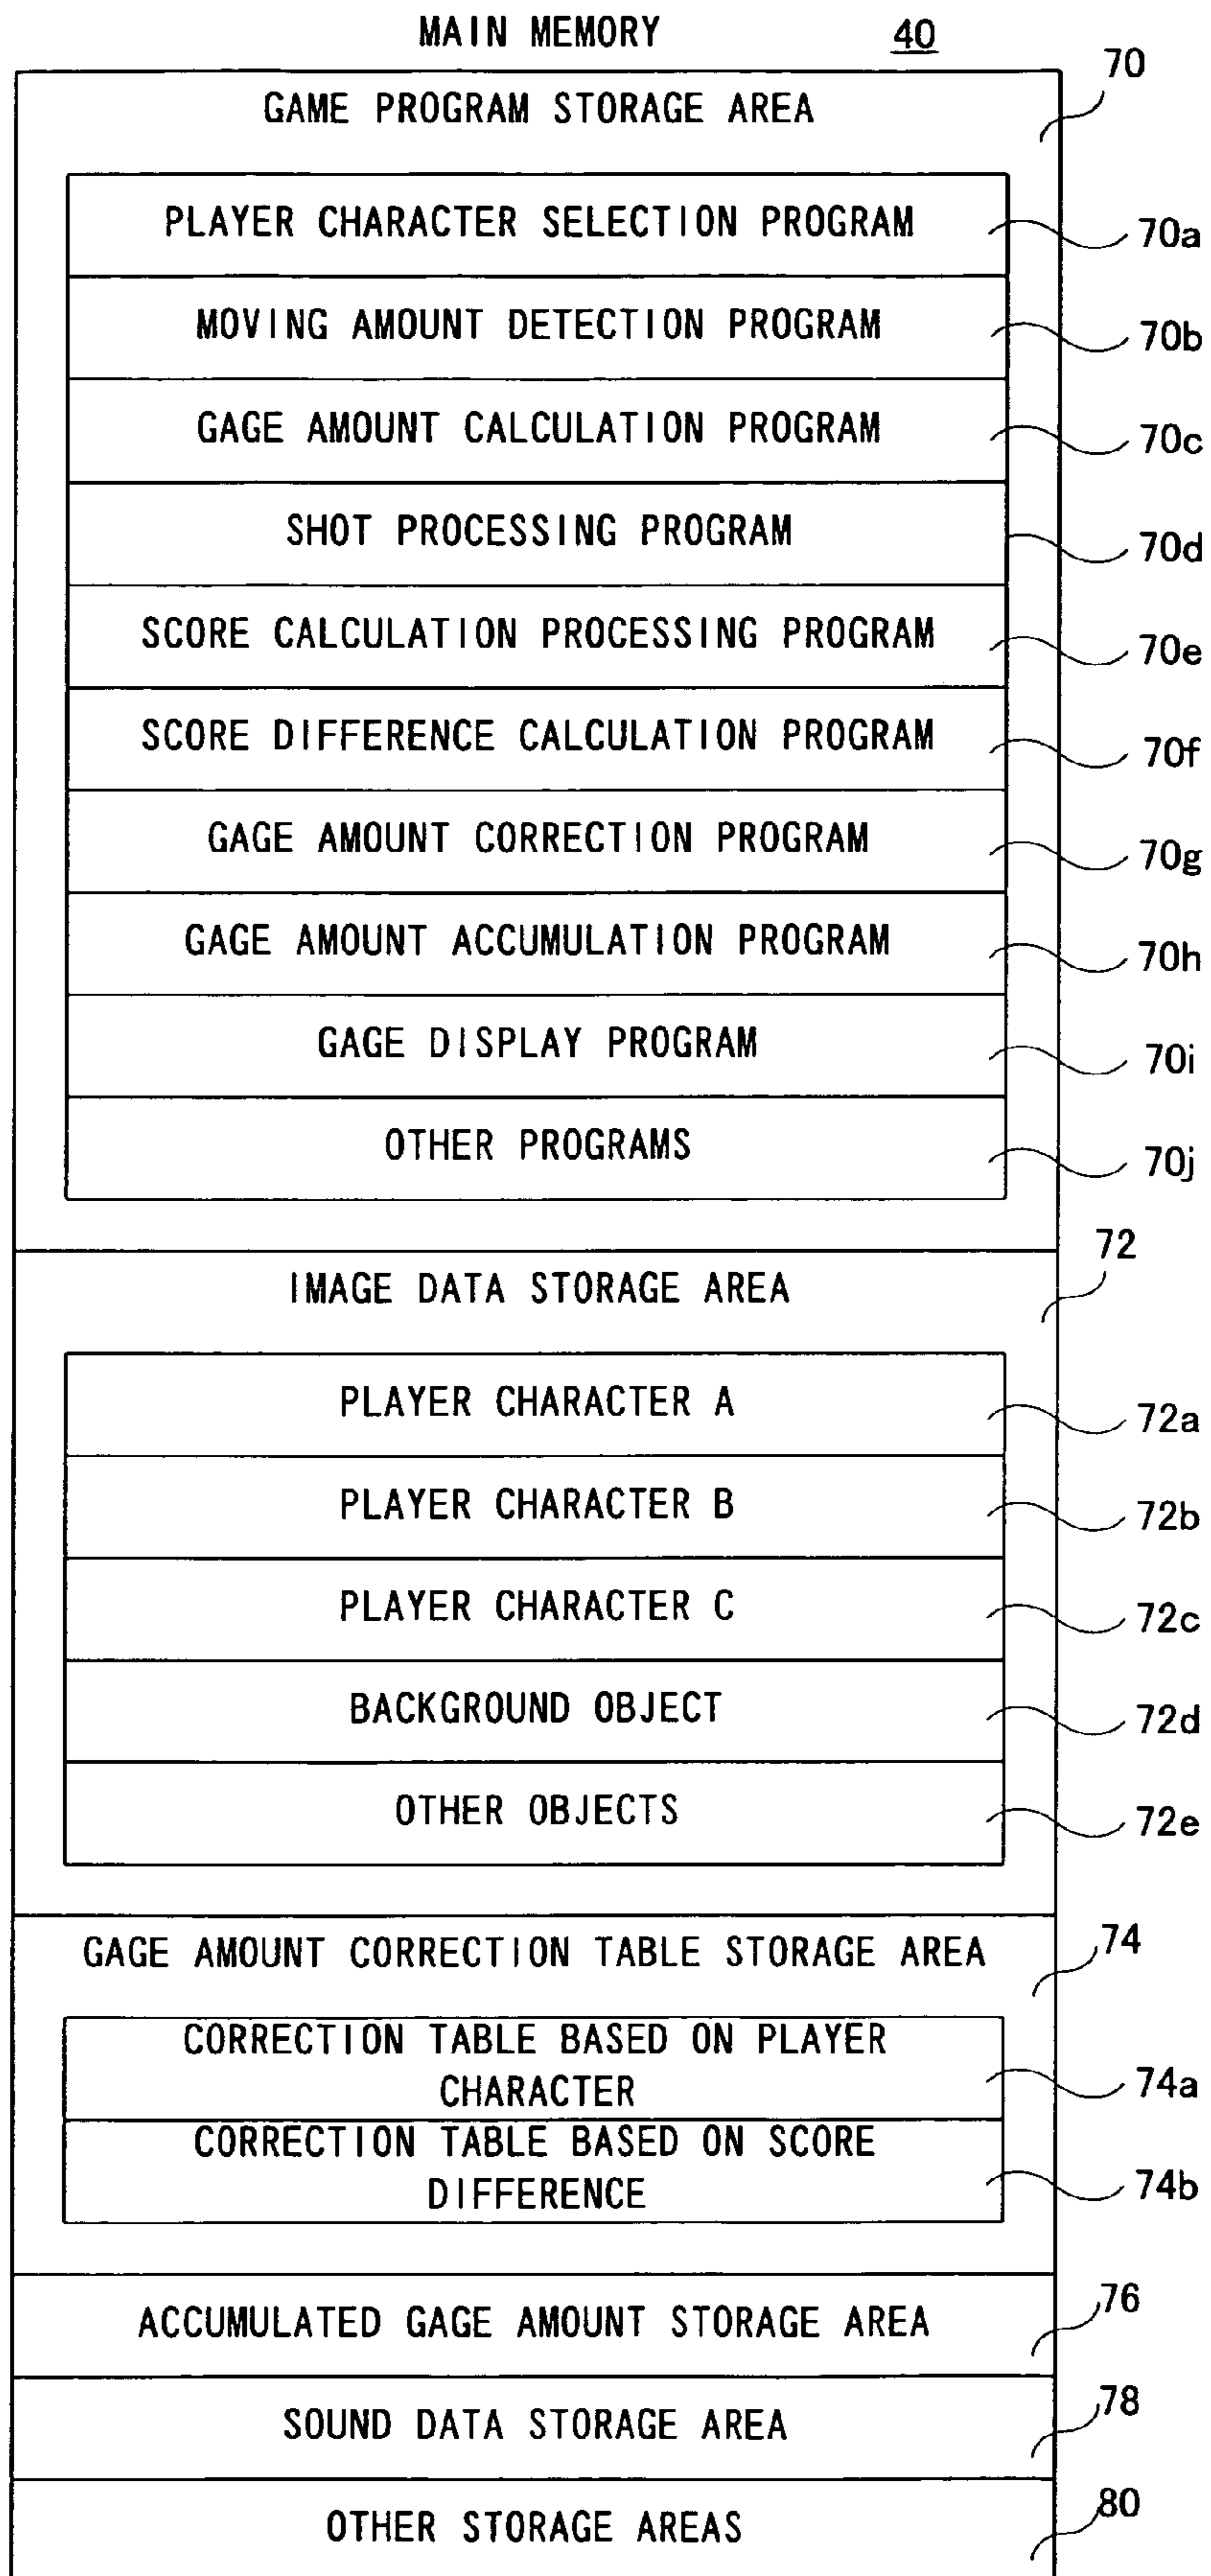 MAIN MEMORY 40
70
GAME PROGRAM STORAGE AREA
PLAYER CHARACTER SELECTION PROGRAM 70a
MOVING AMOUNT DETECTION PROGRAM 70b
GAGE AMOUNT CALCULATION PROGRAM 70c
SHOT PROCESSING PROGRAM 70d
SCORE CALCULATION PROCESSING PROGRAM 70e
SCORE DIFFERENCE CALCULATION PROGRAM 70f
GAGE AMOUNT CORRECTION PROGRAM 70g
GAGE AMOUNT ACCUMULATION PROGRAM 70h
GAGE DISPLAY PROGRAM 70i
OTHER PROGRAMS 70j
72
IMAGE DATA STORAGE AREA
PLAYER CHARACTER A 72a
PLAYER CHARACTER B 72b
PLAYER CHARACTER C 72c
BACKGROUND OBJECT 72d
OTHER OBJECTS 72e
GAGE AMOUNT CORRECTION TABLE STORAGE AREA 74
CORRECTION TABLE BASED ON PLAYER
CHARACTER 74a
CORRECTION TABLE BASED ON SCORE
DIFFERENCE 74b
ACCUMULATED GAGE AMOUNT STORAGE AREA 76
SOUND DATA STORAGE AREA 78
OTHER STORAGE AREAS 80